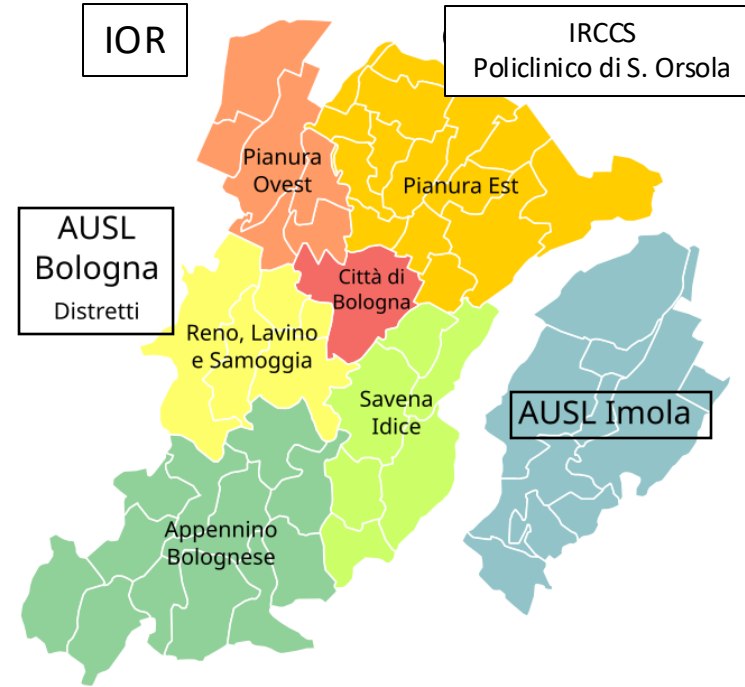 IOR
IRCCS
Policlinico di S. Orsola
Pianura
Ovest
Pianura Est
AUSL
Bologna
Distretti
Città di
Bologna
Reno, Lavino
e Samoggia
Savena
Idice
AUSL Imola
Appennino
Bolognese